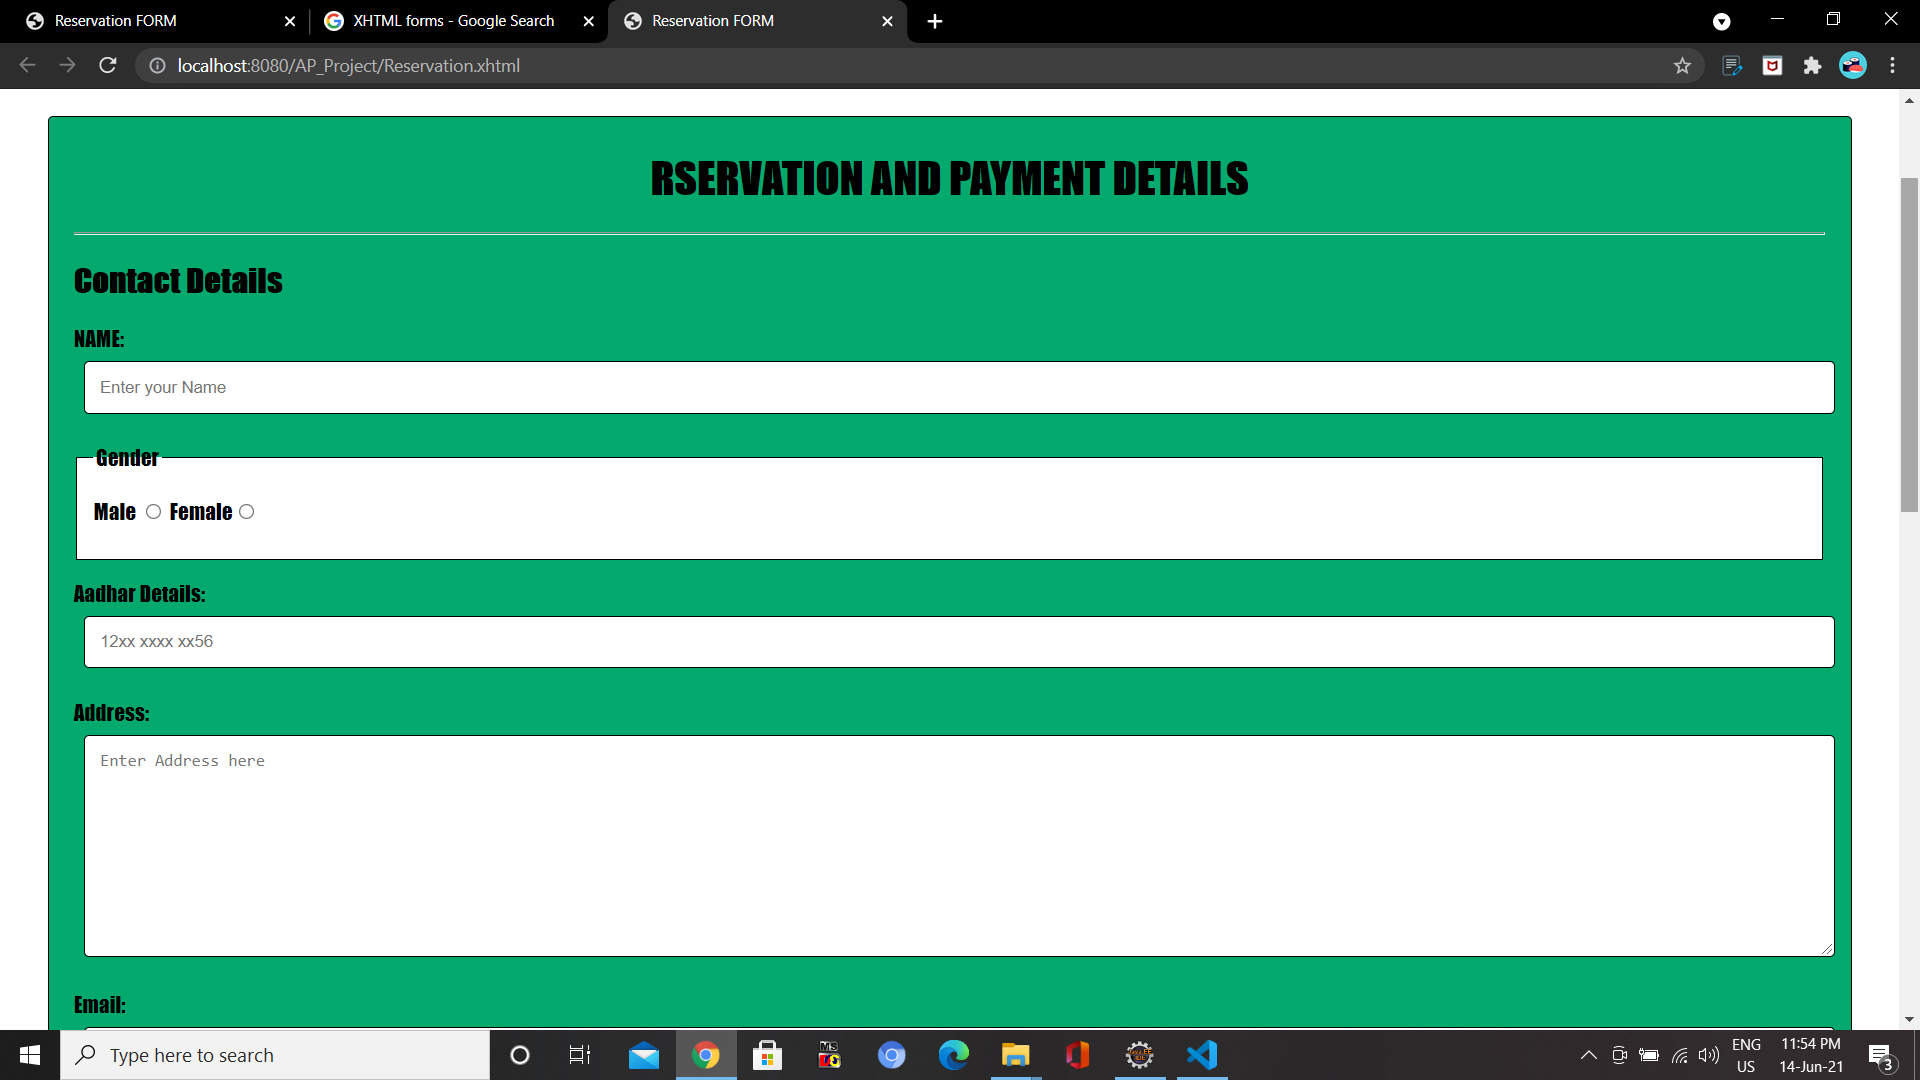 Reservation FORM
XHTML forms - Google Search
Reservation FORM
localhost:8080/AP_Project/Reservation.xhtml
RSERVATION AND PAYMENT DETAILS
Contact Details
NAME:
Enter your Name
Gender
Male Female
Aadhar Details:
12xx xxxx xx56
Address:
Enter Address here
Email:
Type here to search
ENG
US
11:54 PM
14-Jun-21
3